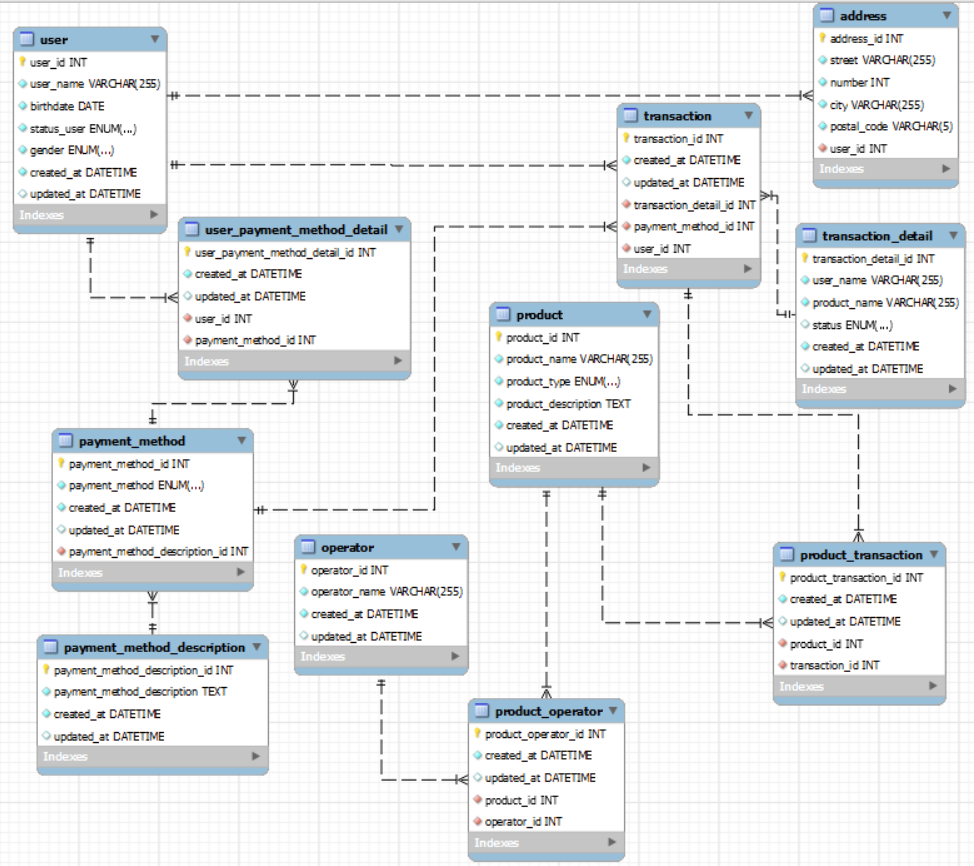 user
user_id INT
user_name VARCHAR(255)
birthdate DATE
status_user ENUM(...)
gender ENUM(...)
created_at DATETIME
updated_at DATETIME
Indexes
address
address_id INT
street VARCHAR(255)
number INT
city VARCHAR(255)
postal_code VARCHAR(5)
user_id INT
Indexes
transaction
transaction_id INT
created_at DATETIME
updated_at DATETIME
transaction_detail_id INT
payment_method_id INT
user_id INT
Indexes
user_payment_method_detail
user_payment_method_detail_id INT
created_at DATETIME
updated_at DATETIME
user_id INT
payment_method_id INT
Indexes
transaction_detail
transaction_detail_id INT
user_name VARCHAR(255)
product_name VARCHAR(255)
status ENUM(...)
created_at DATETIME
updated_at DATETIME
Indexes
product
product_id INT
product_name VARCHAR(255)
product_type ENUM(...)
product_description TEXT
created_at DATETIME
updated_at DATETIME
Indexes
payment_method
payment_method_id INT
payment_method ENUM(...)
created_at DATETIME
updated_at DATETIME
payment_method_description_id INT
Indexes
operator
operator_id INT
operator_name VARCHAR(255)
created_at DATETIME
updated_at DATETIME
Indexes
product_transaction
product_transaction_id INT
created_at DATETIME
updated_at DATETIME
product_id INT
transaction_id INT
Indexes
payment_method_description
payment_method_description_id INT
payment_method_description TEXT
created_at DATETIME
updated_at DATETIME
Indexes
product_operator
product_operator_id INT
created_at DATETIME
updated_at DATETIME
product_id INT
operator_id INT
Indexes